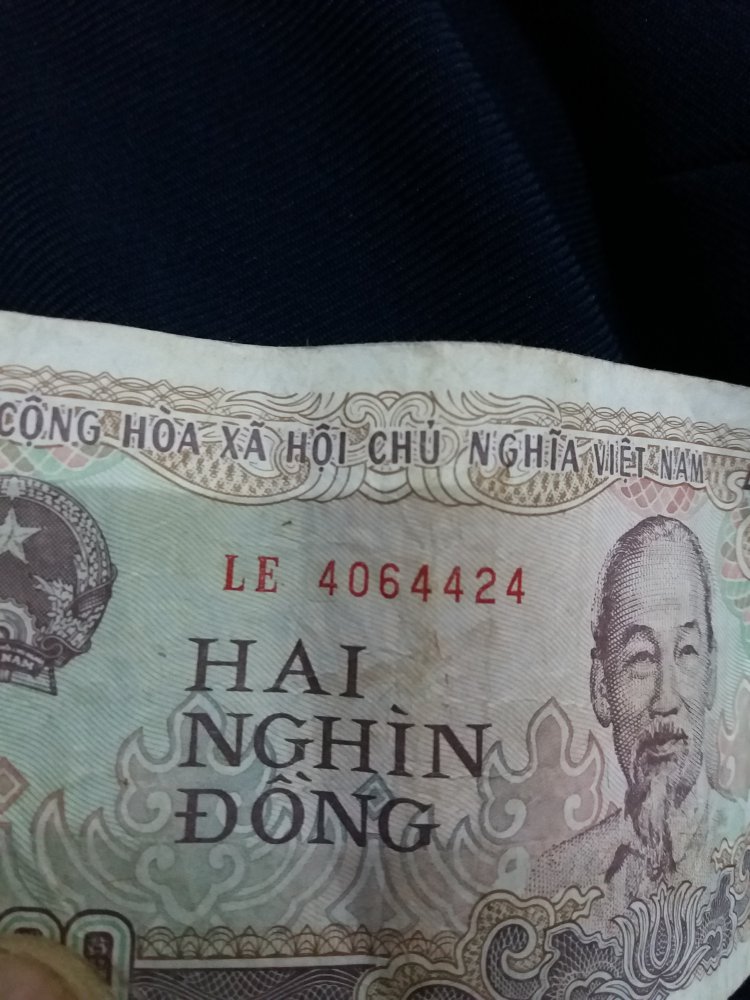 CỘNG HÒA XÃ HỘI CHỦ NGHĨA VIỆT NAM
LE 4064424
HAI
NGHÌN
ĐỒNG